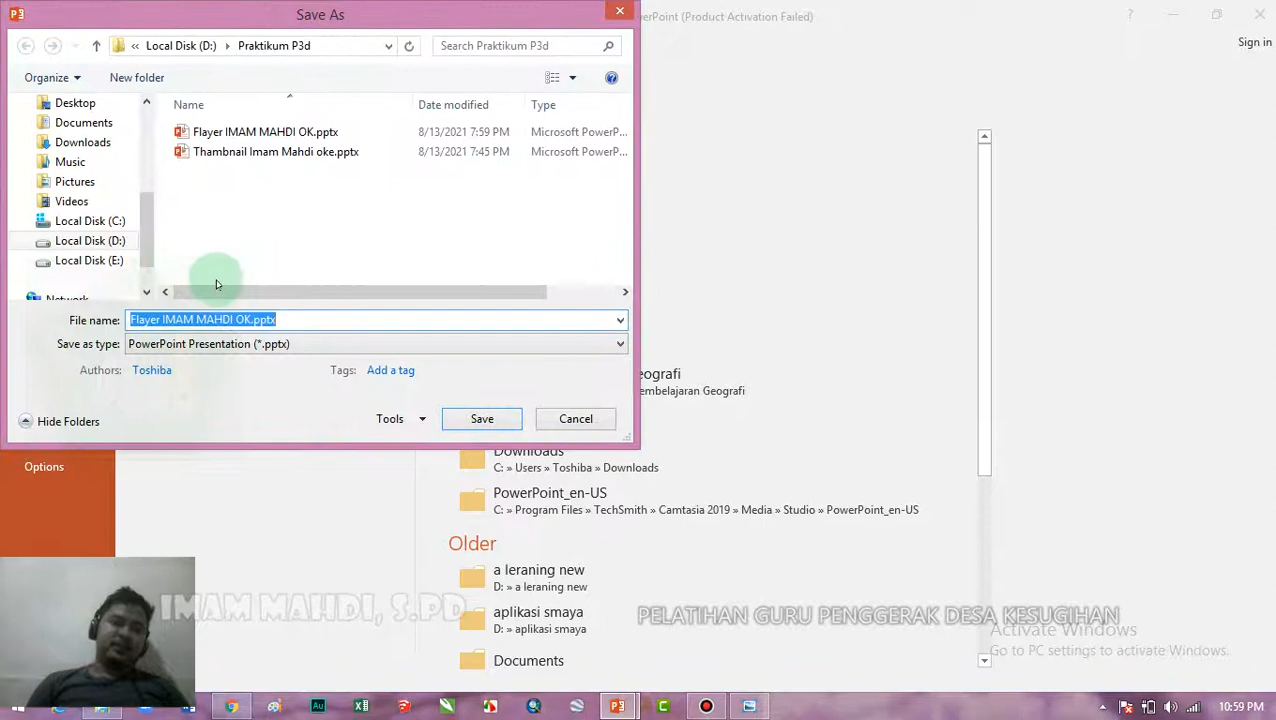 Save As
erPoint (Product Activation Failed)
Sign in
Local Disk (D:)
Praktikum P3d
Search Praktikum P3d
Organize
New folder
Name
Date modified
Type
Desktop
Documents
Downloads
Music
Pictures
Videos
Local Disk (C:)
Local Disk (D:)
Local Disk (E:)
Network
Flayer IMAM MAHDI OK.pptx
8/13/2021 7:59 PM
Microsoft PowerP...
Thambnail Imam Mahdi oke.pptx
8/13/2021 7:45 PM
Microsoft PowerP...
File name:
Flayer IMAM MAHDI OK.pptx
Save as type:
PowerPoint Presentation (*.pptx)
Authors:
Toshiba
Tags:
Add a tag
Hide Folders
Tools
Save
Cancel
Options
eografi
embelajaran Geografi
Downloads
C: » Users » Toshiba » Downloads
PowerPoint_en-US
C: » Program Files » TechSmith » Camtasia 2019 » Media » Studio » PowerPoint_en-US
Older
a leraning new
D: » a leraning new
aplikasi smaya
D: » aplikasi smaya
Documents
IMAM MAHDI, S.PD
PELATIHAN GURU PENGGERAK DESA KESUGIHAN
Activate Windows
Go to PC settings to activate Windows.
10:59 PM